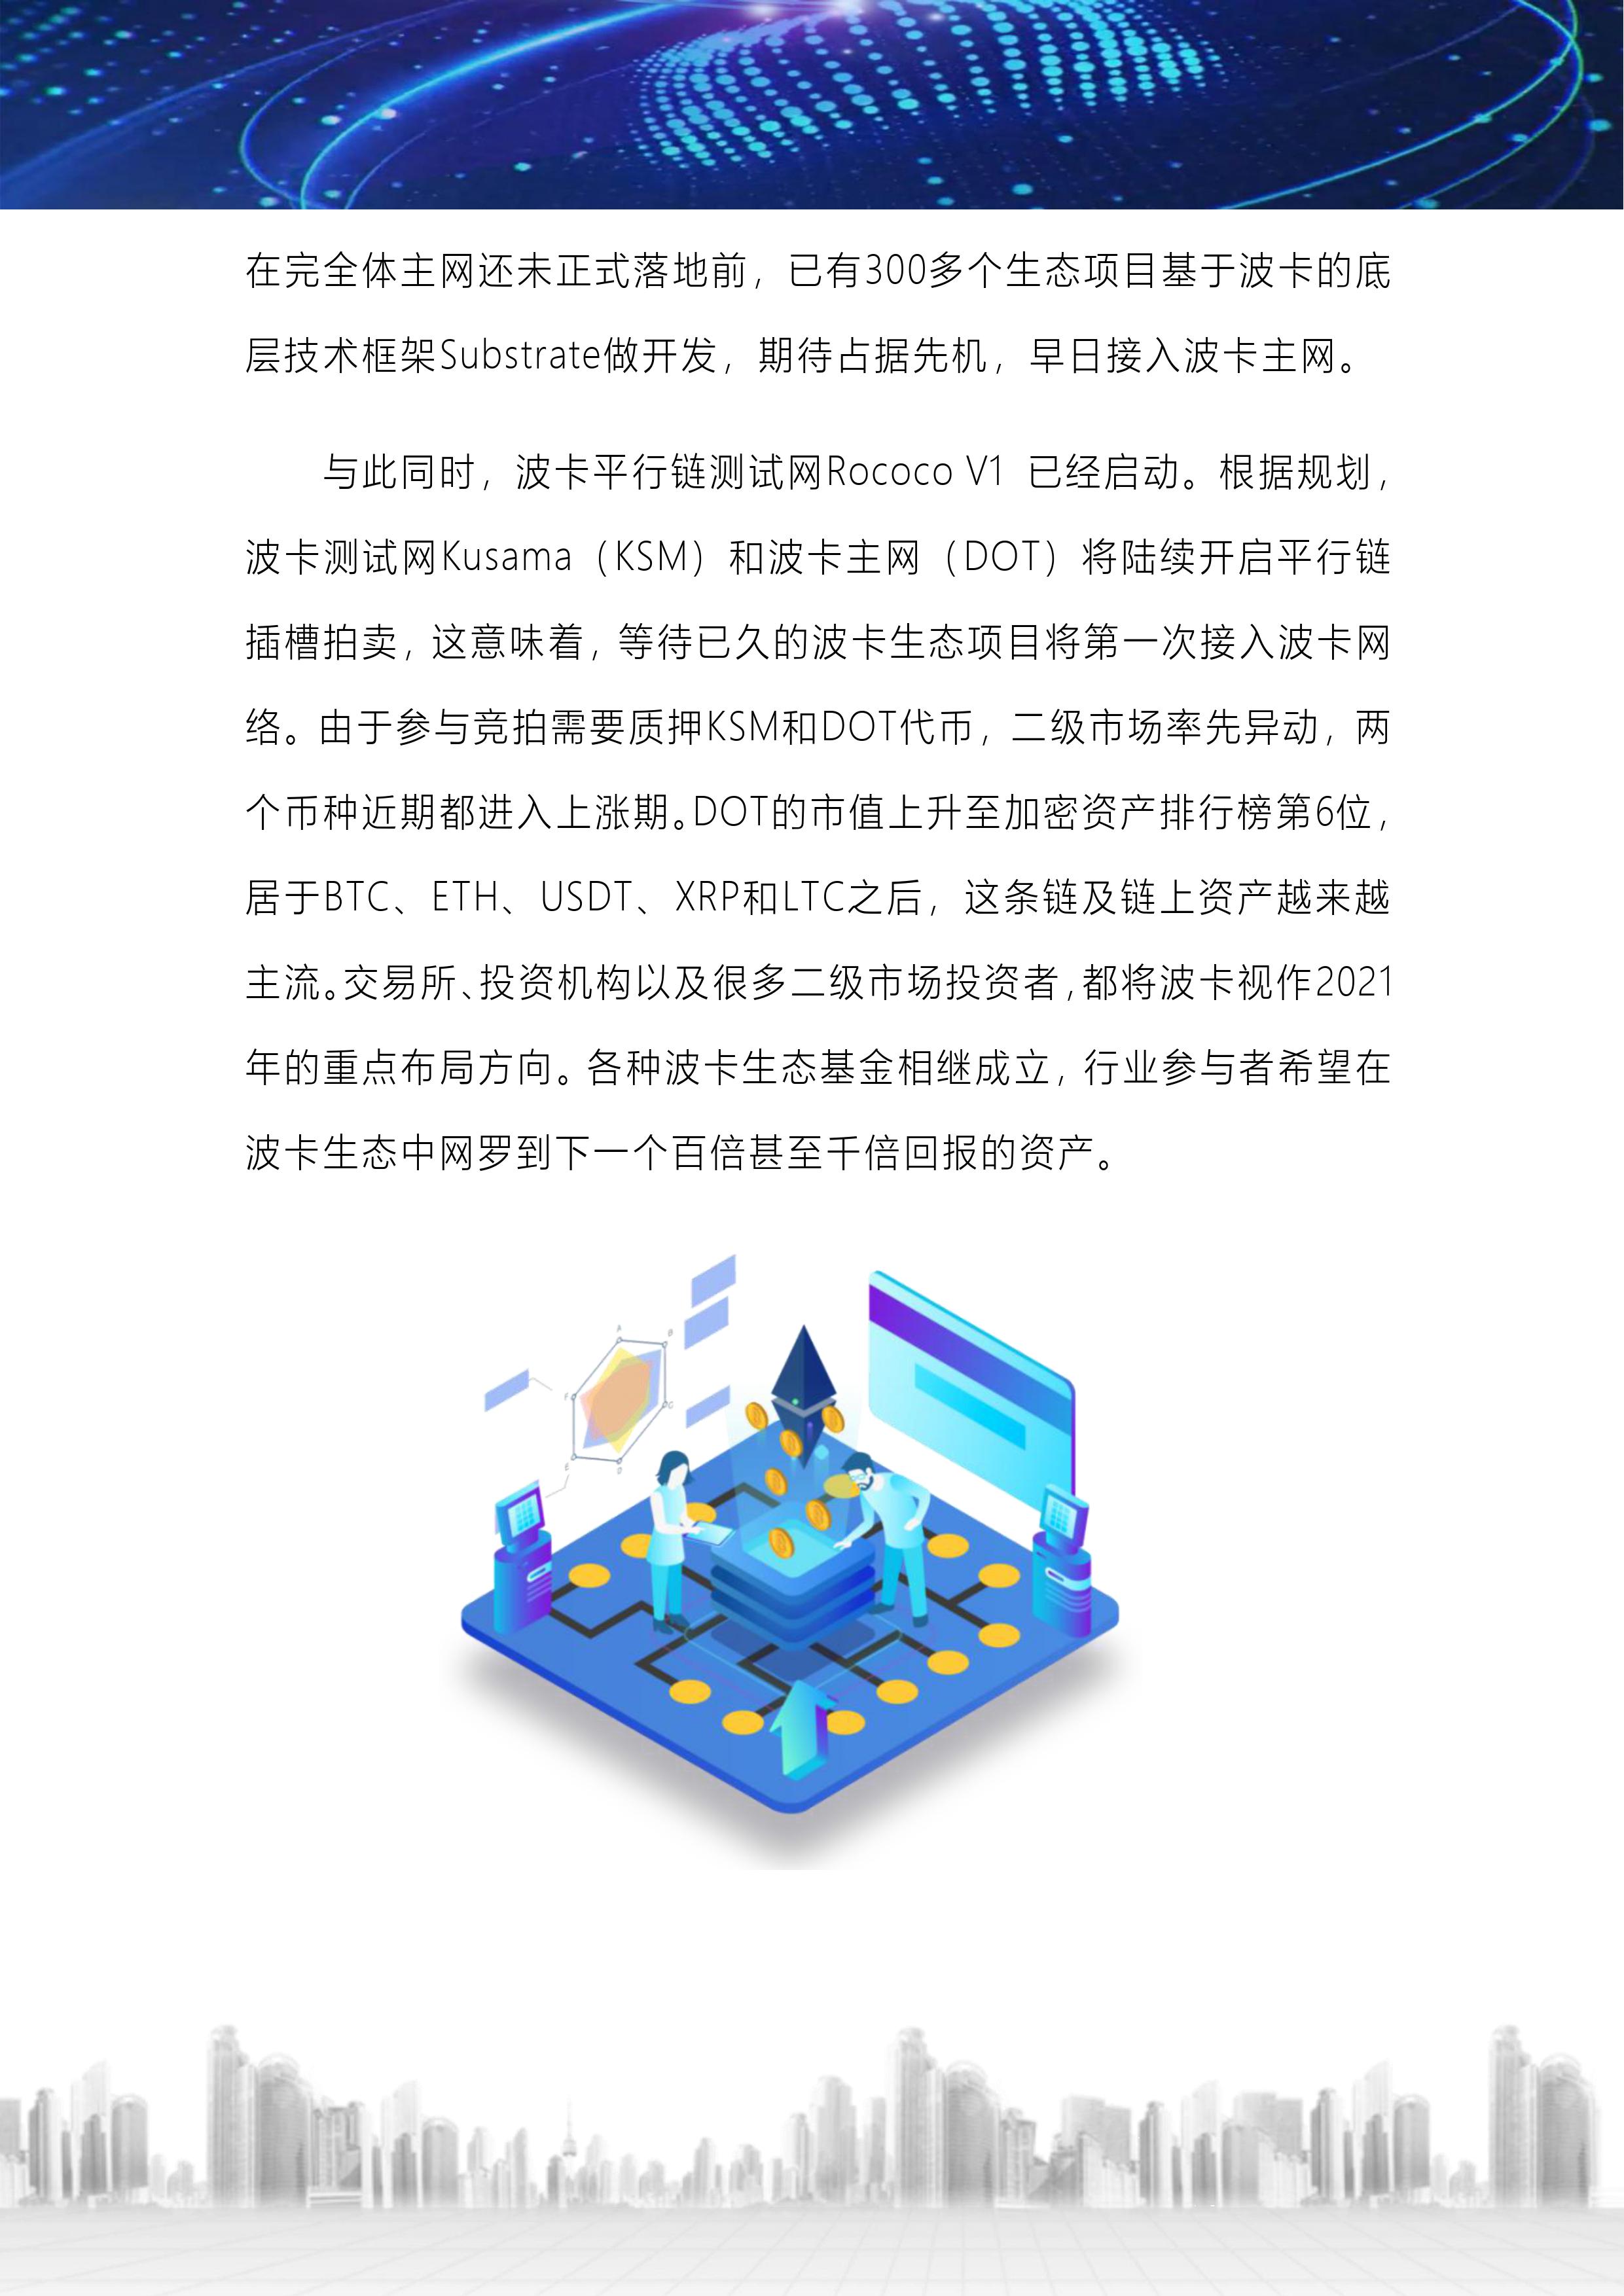 在完全体主网还未正式落地前，已有300多个生态项目基于波卡的底
层技术框架Substrate做开发，期待占据先机，早日接入波卡主网。
与此同时，波卡平行链测试网Rococo V1 已经启动。根据规划，
波卡测试网Kusama（KSM）和波卡主网（DOT）将陆续开启平行链
插槽拍卖，这意味着，等待已久的波卡生态项目将第一次接入波卡网
络。由于参与竞拍需要质押KSM和DOT代币，二级市场率先异动，两
个币种近期都进入上涨期。DOT的市值上升至加密资产排行榜第6位，
居于BTC、ETH、USDT、XRP和LTC之后，这条链及链上资产越来越
主流。交易所、投资机构以及很多二级市场投资者，都将波卡视作2021
年的重点布局方向。各种波卡生态基金相继成立，行业参与者希望在
波卡生态中网罗到下一个百倍甚至千倍回报的资产。
A
B
F
C
E
D